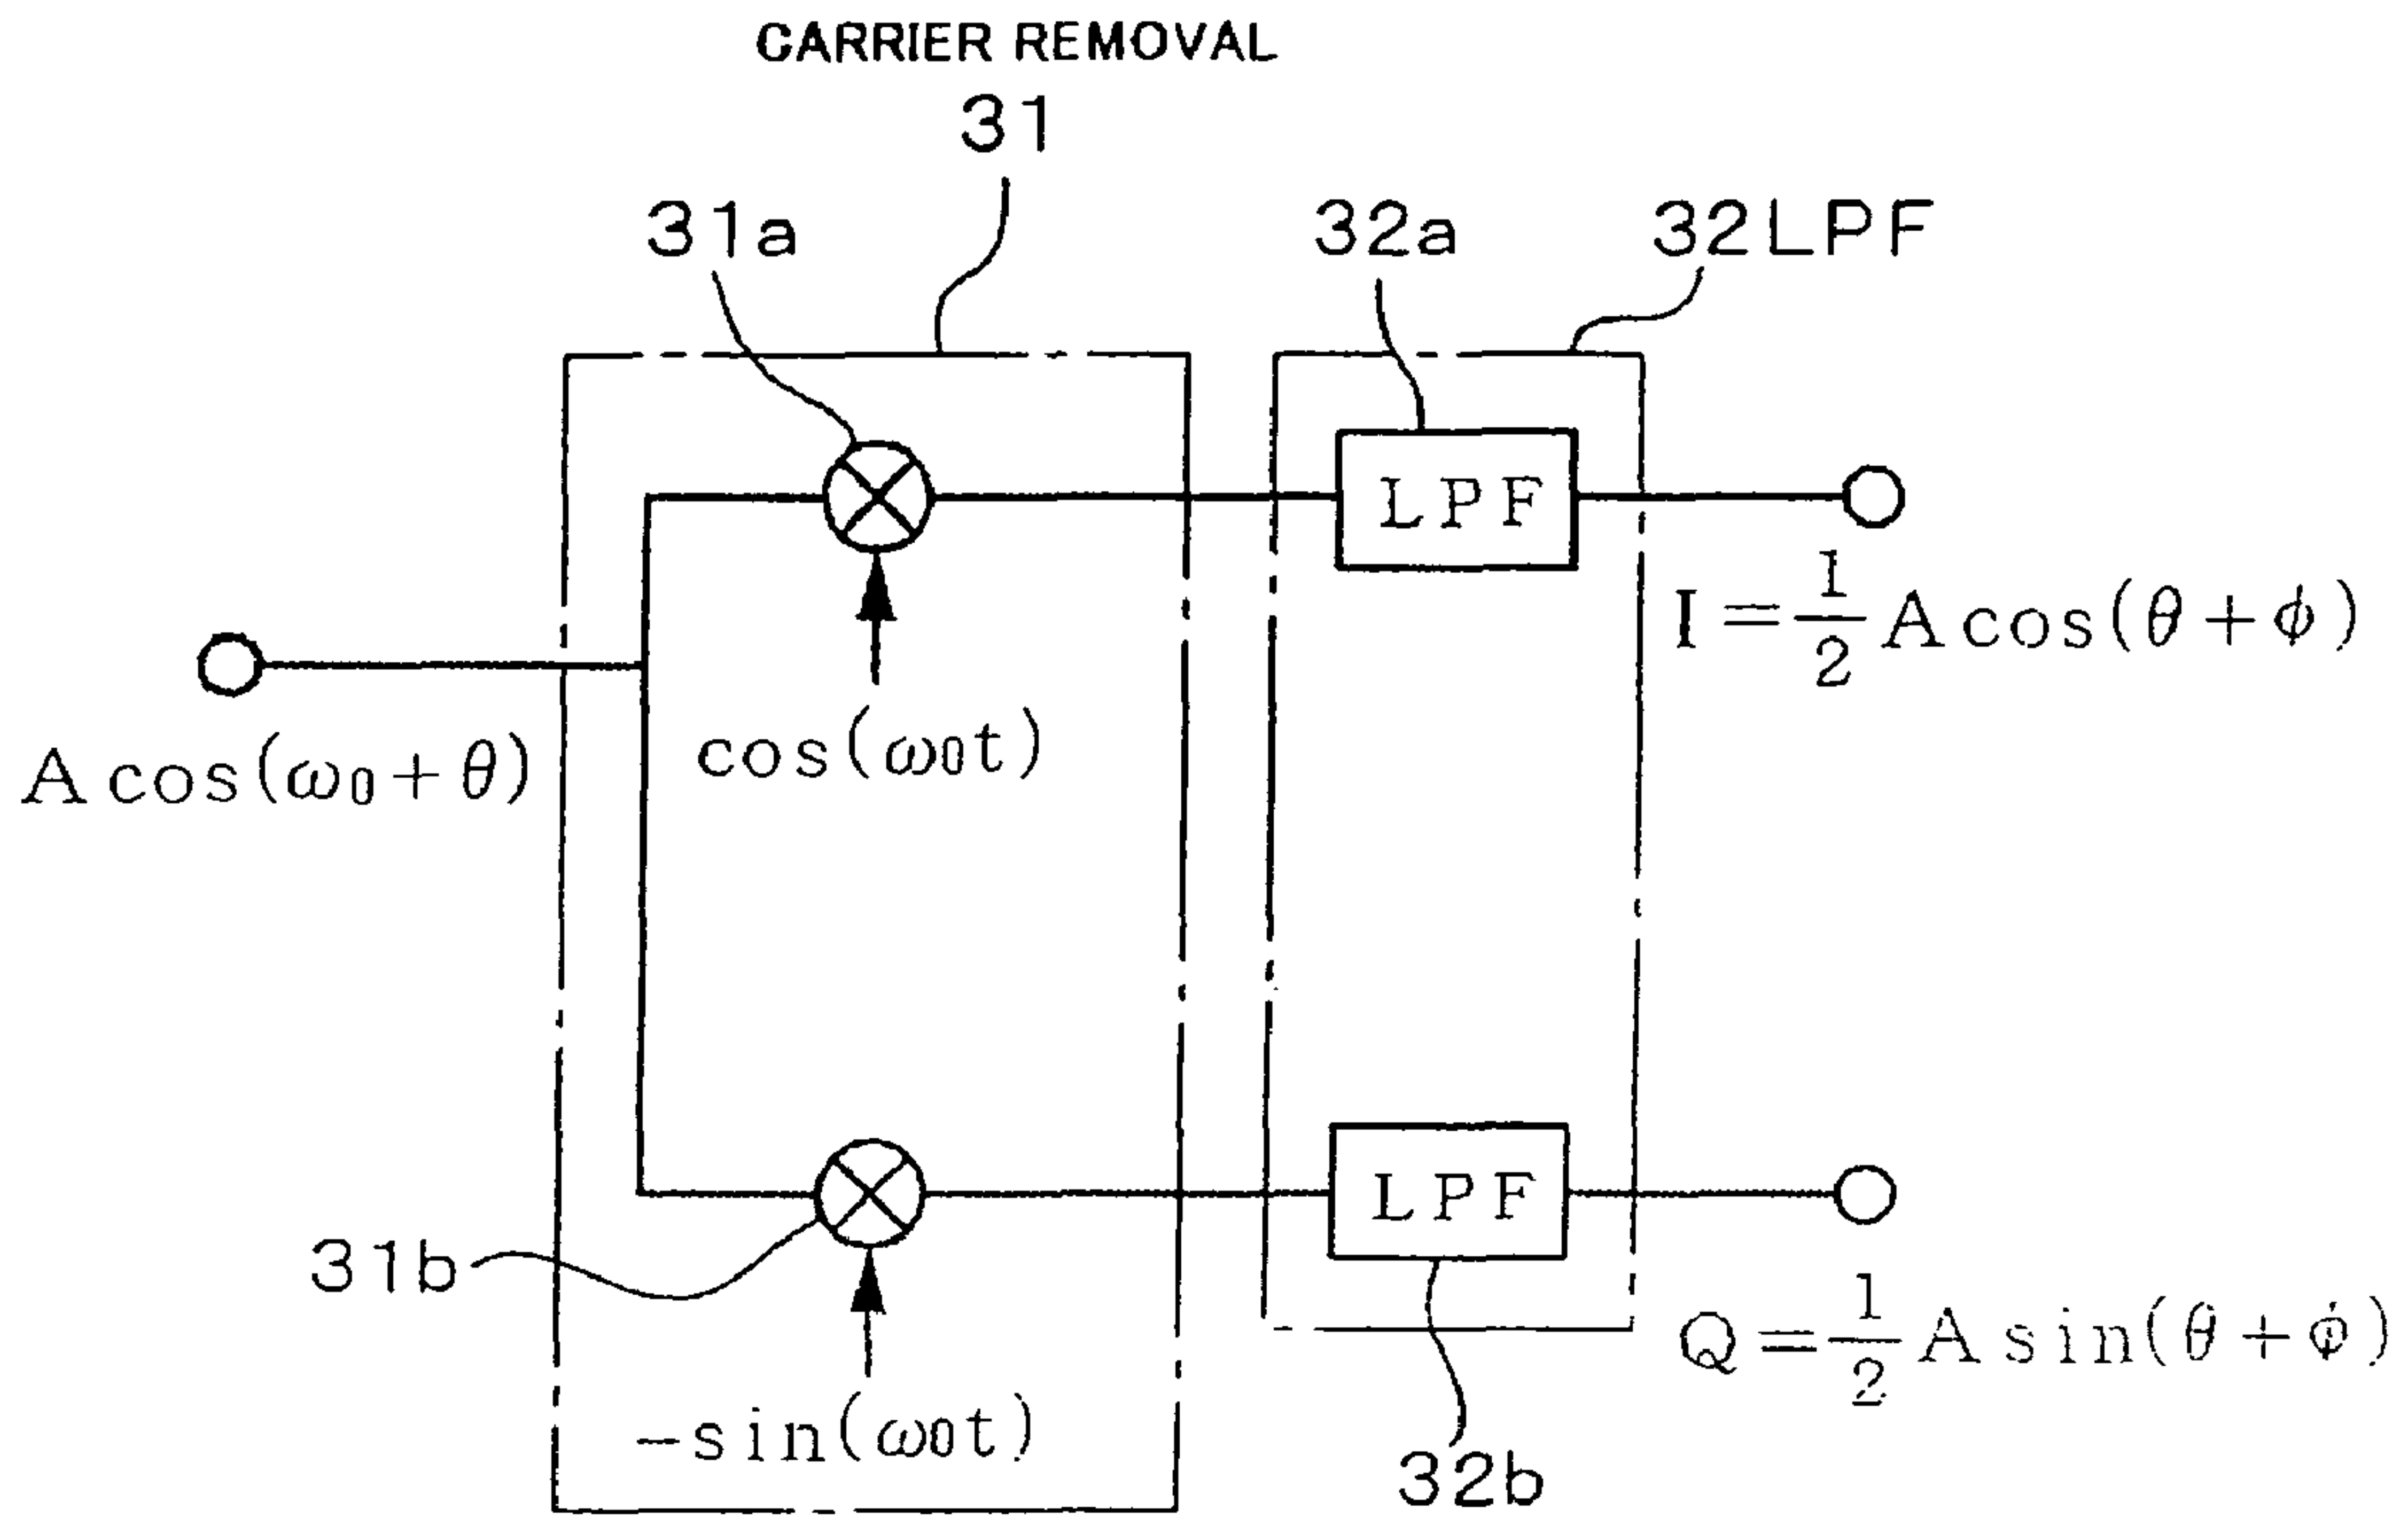 CARRIER REMOVAL
31
31a
32a
32LPF
LPF
I=1/2 A cos(θ+ϕ)
A cos(ω0+θ)
cos(ω0t)
31b
LPF
Q=1/2 A sin(θ+ϕ)
-sin(ω0t)
32b